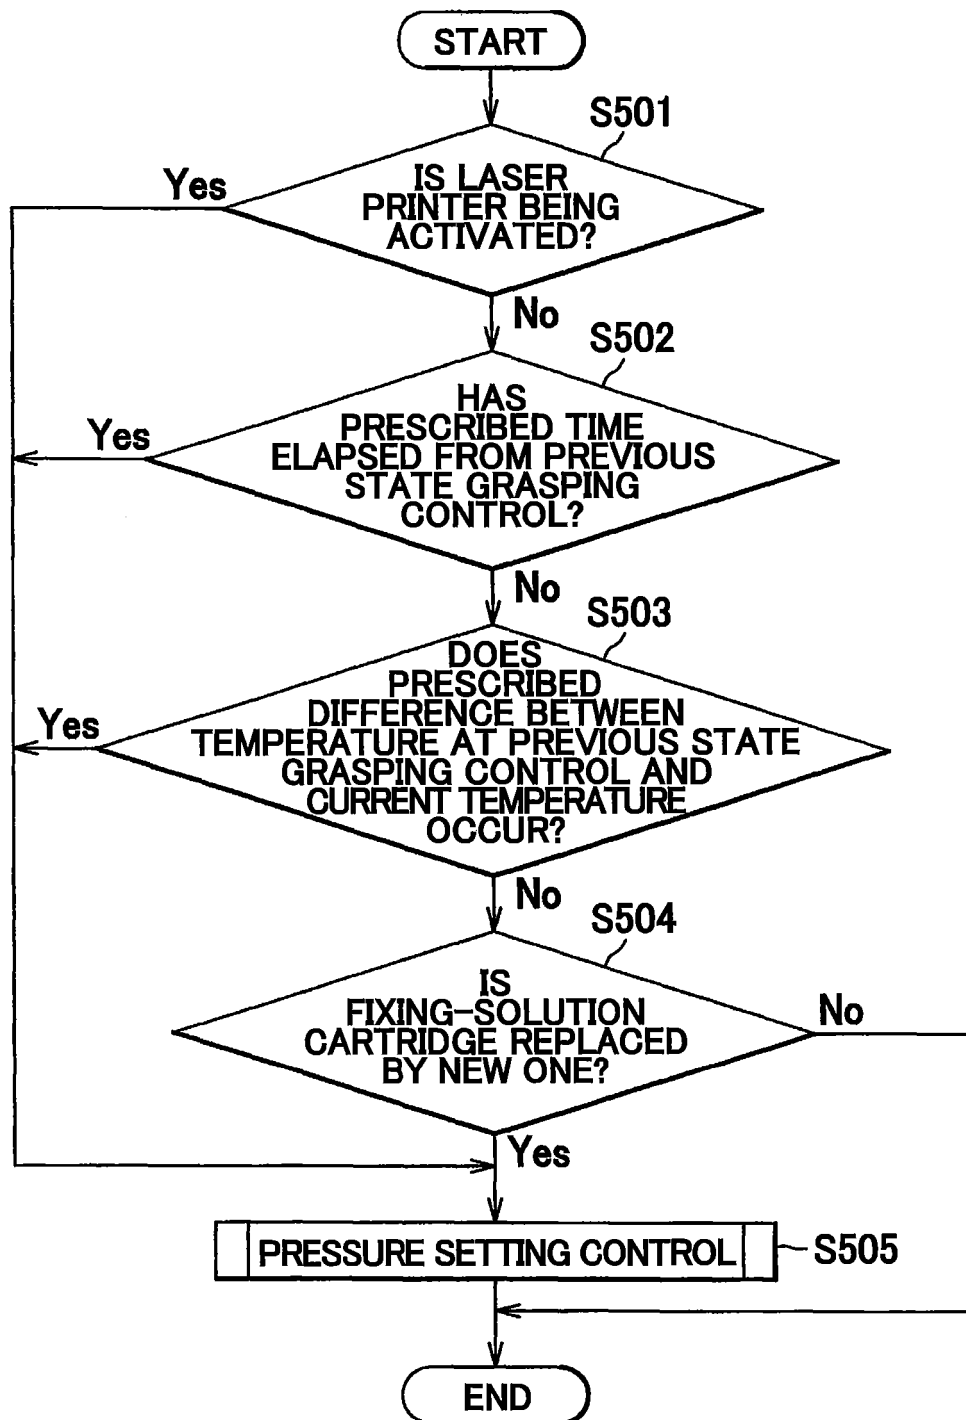 START
S501
IS LASER
PRINTER BEING
ACTIVATED?
Yes
No
S502
HAS
PRESCRIBED TIME
ELAPSED FROM PREVIOUS
STATE GRASPING
CONTROL?
Yes
No
S503
DOES
PRESCRIBED
DIFFERENCE BETWEEN
TEMPERATURE AT PREVIOUS STATE
GRASPING CONTROL AND
CURRENT TEMPERATURE
OCCUR?
Yes
No
S504
IS
FIXING-SOLUTION
CARTRIDGE REPLACED
BY NEW ONE?
No
Yes
PRESSURE SETTING CONTROL
S505
END